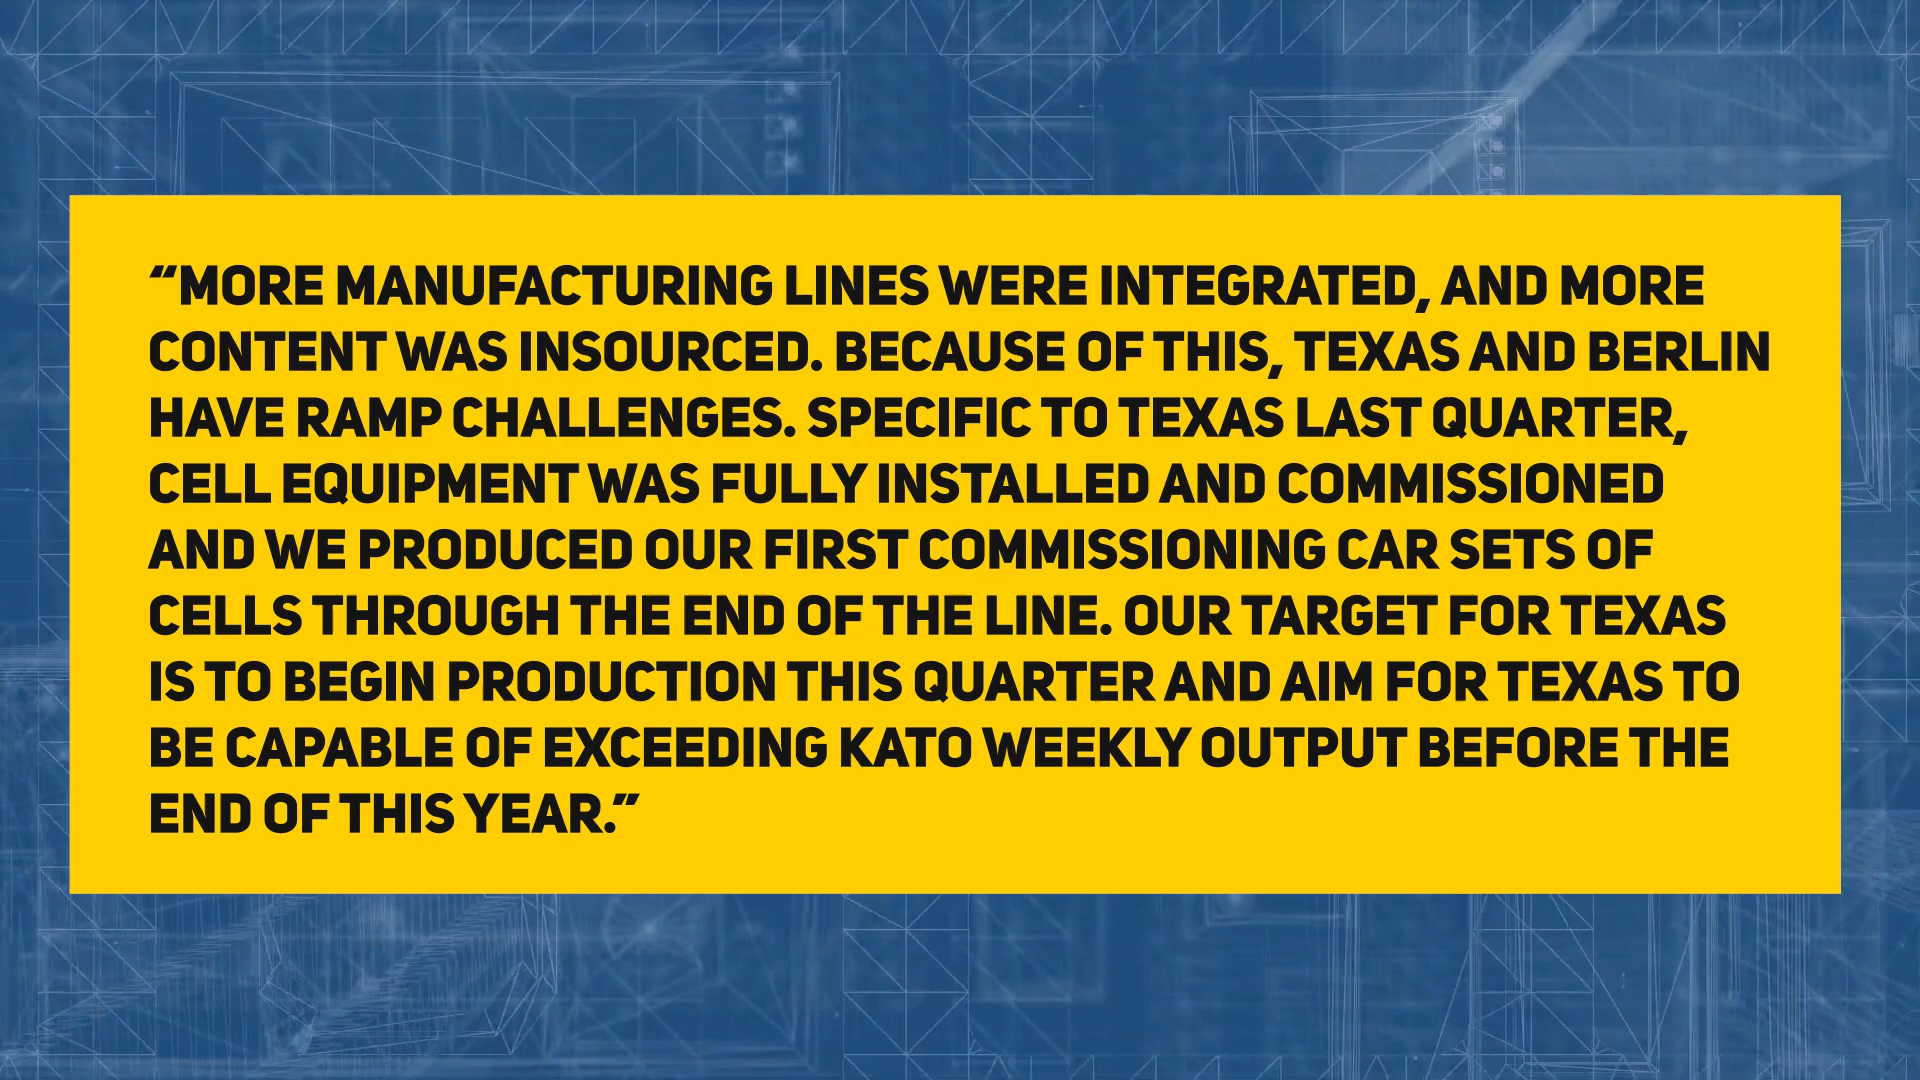 “MORE MANUFACTURING LINES WERE INTEGRATED, AND MORE
CONTENT WAS INSOURCED. BECAUSE OF THIS, TEXAS AND BERLIN
HAVE RAMP CHALLENGES. SPECIFIC TO TEXAS LAST QUARTER,
CELL EQUIPMENT WAS FULLY INSTALLED AND COMMISSIONED
AND WE PRODUCED OUR FIRST COMMISSIONING CAR SETS OF
CELLS THROUGH THE END OF THE LINE. OUR TARGET FOR TEXAS
IS TO BEGIN PRODUCTION THIS QUARTER AND AIM FOR TEXAS TO
BE CAPABLE OF EXCEEDING KATO WEEKLY OUTPUT BEFORE THE
END OF THIS YEAR.”